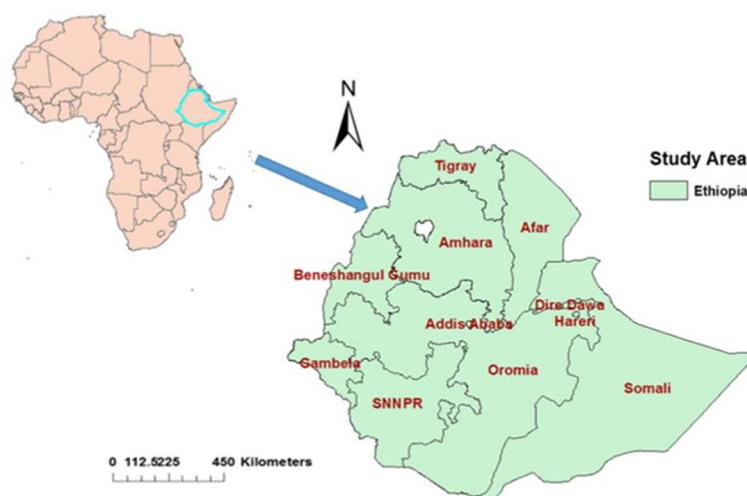 N
Study Area
Ethiopia
Tigray
Afar
Amhara
Beneshangul Gumu
Dire Dawa
Hareri
Addis Ababa
Gambela
Oromia
Somali
SNNPR
0 112.5225 450 Kilometers